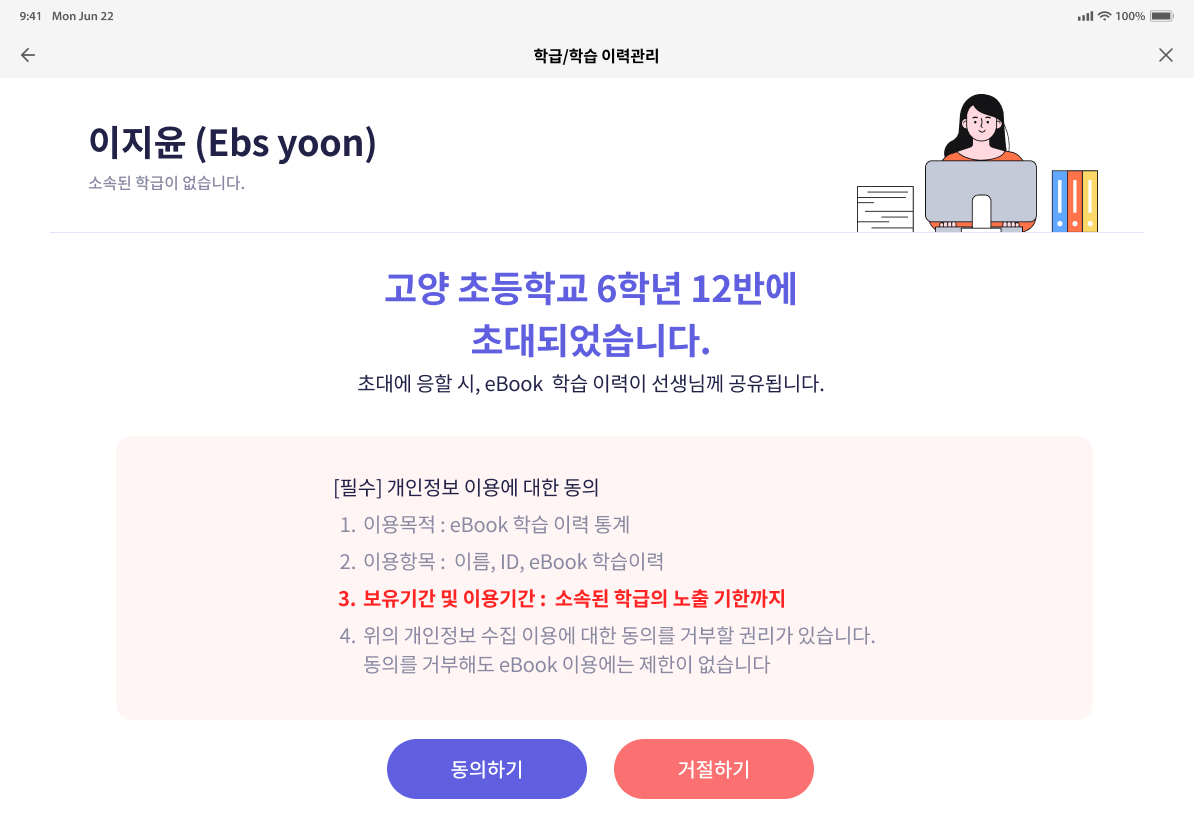 9:41 Mon Jun 22
100%
학급/학습 이력관리
이지윤 (Ebs yoon)
소속된 학급이 없습니다.
고양 초등학교 6학년 12반에
초대되었습니다.
초대에 응할 시, eBook 학습 이력이 선생님께 공유됩니다.
[필수] 개인정보 이용에 대한 동의
1. 이용목적 : eBook 학습 이력 통계
2. 이용항목 : 이름, ID, eBook 학습이력
3. 보유기간 및 이용기간 : 소속된 학급의 노출 기한까지
4. 위의 개인정보 수집 이용에 대한 동의를 거부할 권리가 있습니다.
동의를 거부해도 eBook 이용에는 제한이 없습니다
동의하기
거절하기